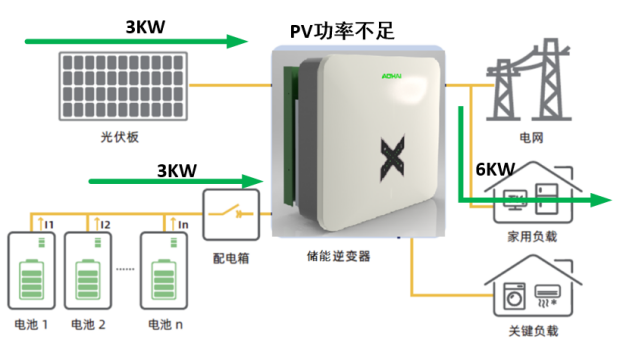 3KW
PV功率不足
AOHAI
光伏板
电网
3KW
6KW
I1
I2
In
家用负载
配电箱
储能逆变器
……
电池 1
电池 2
电池 n
关键负载